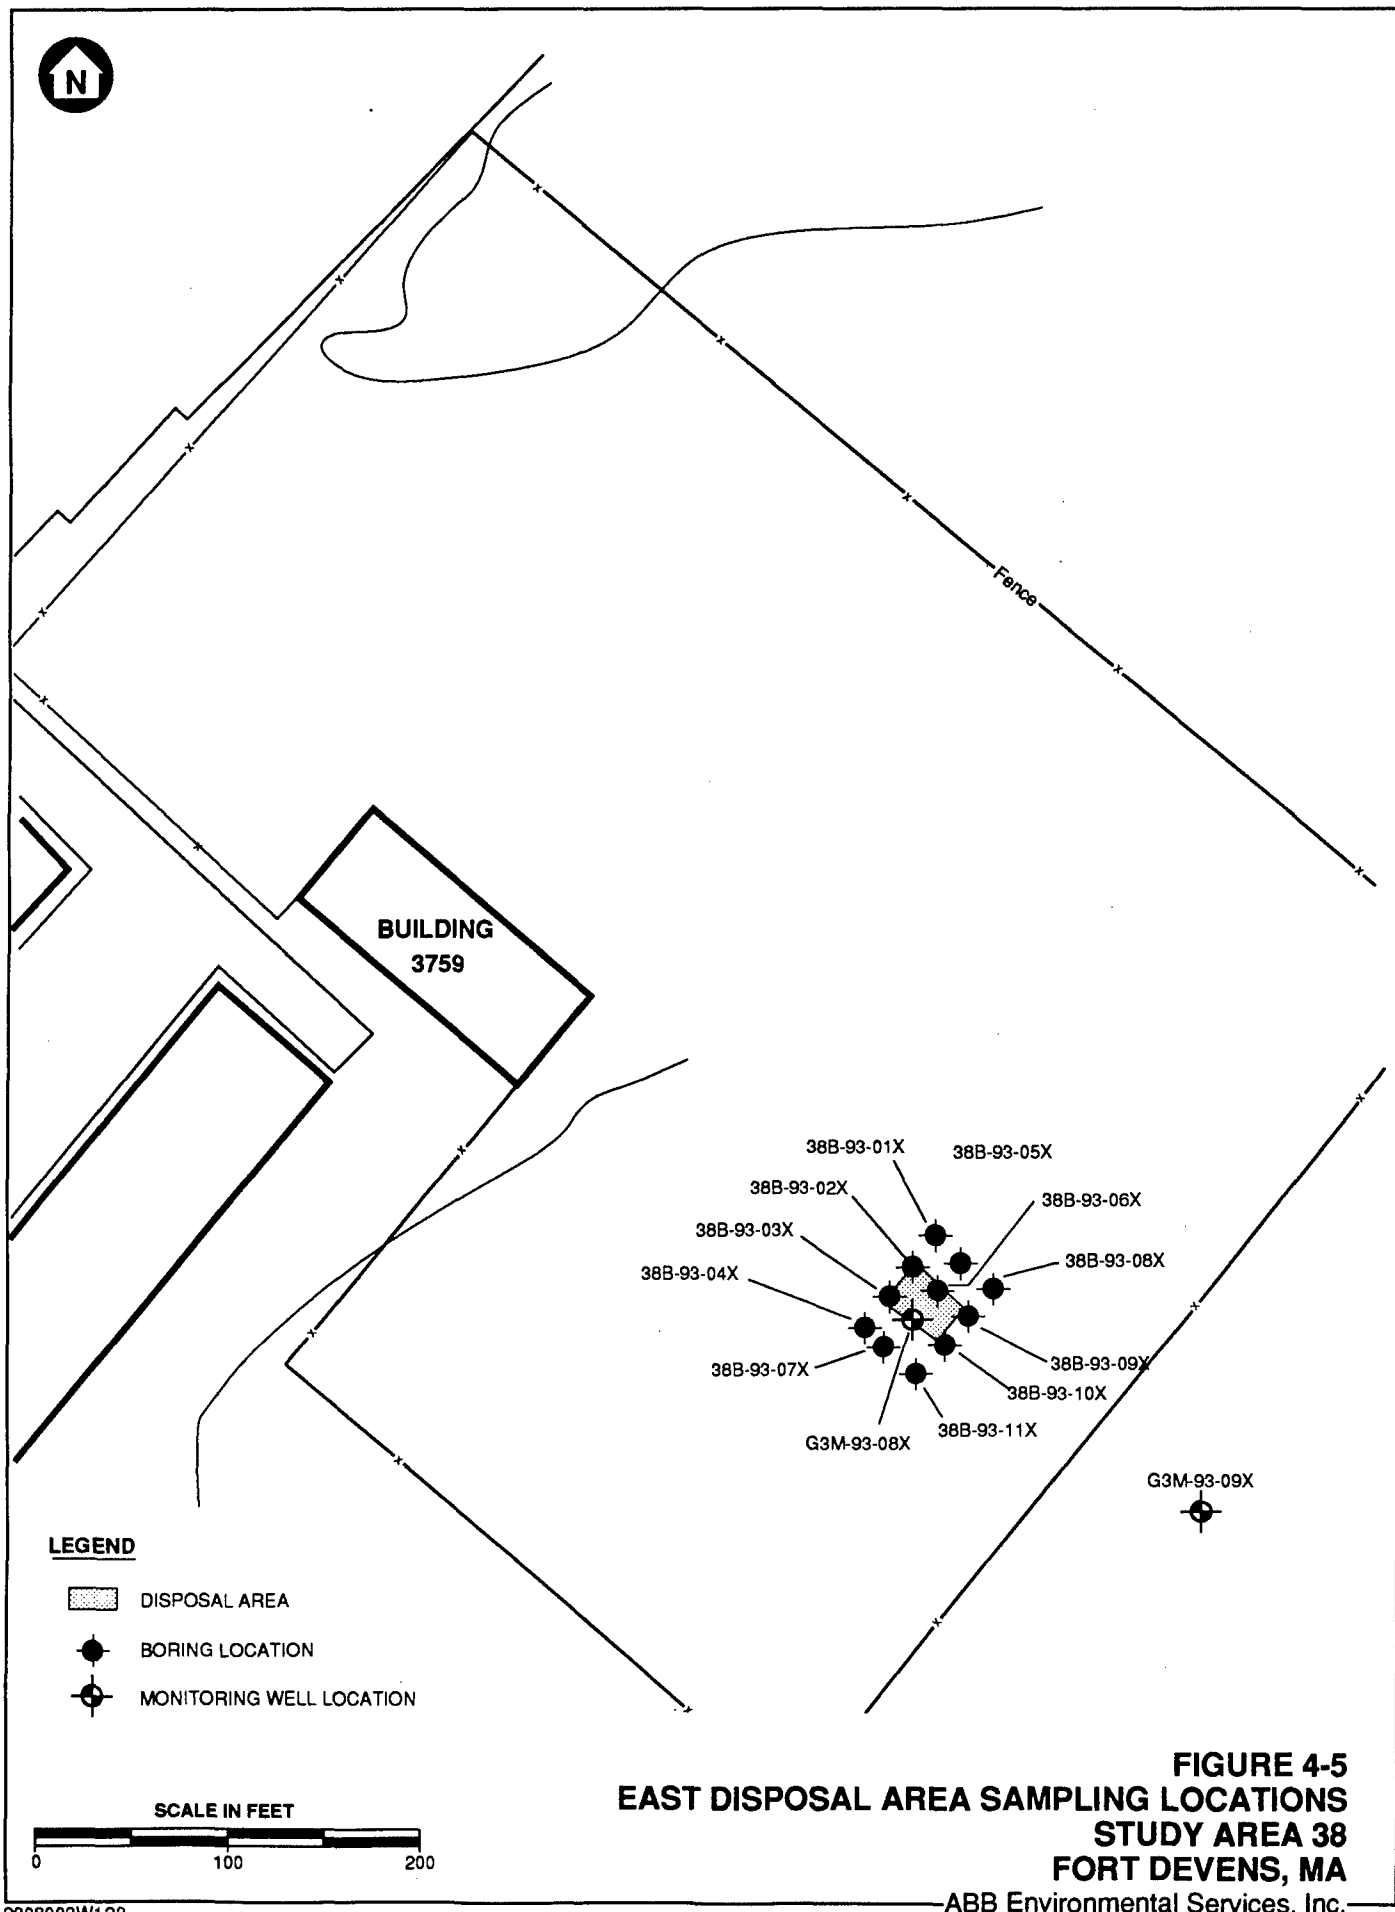 N
Fence
BUILDING
3759
38B-93-01X
38B-93-05X
38B-93-02X
38B-93-06X
38B-93-03X
38B-93-08X
38B-93-04X
38B-93-07X
38B-93-09X
38B-93-10X
38B-93-11X
G3M-93-08X
G3M-93-09X
LEGEND
DISPOSAL AREA
BORING LOCATION
MONITORING WELL LOCATION
SCALE IN FEET
0 100 200
FIGURE 4-5
EAST DISPOSAL AREA SAMPLING LOCATIONS
STUDY AREA 38
FORT DEVENS, MA
ABB Environmental Services, Inc.